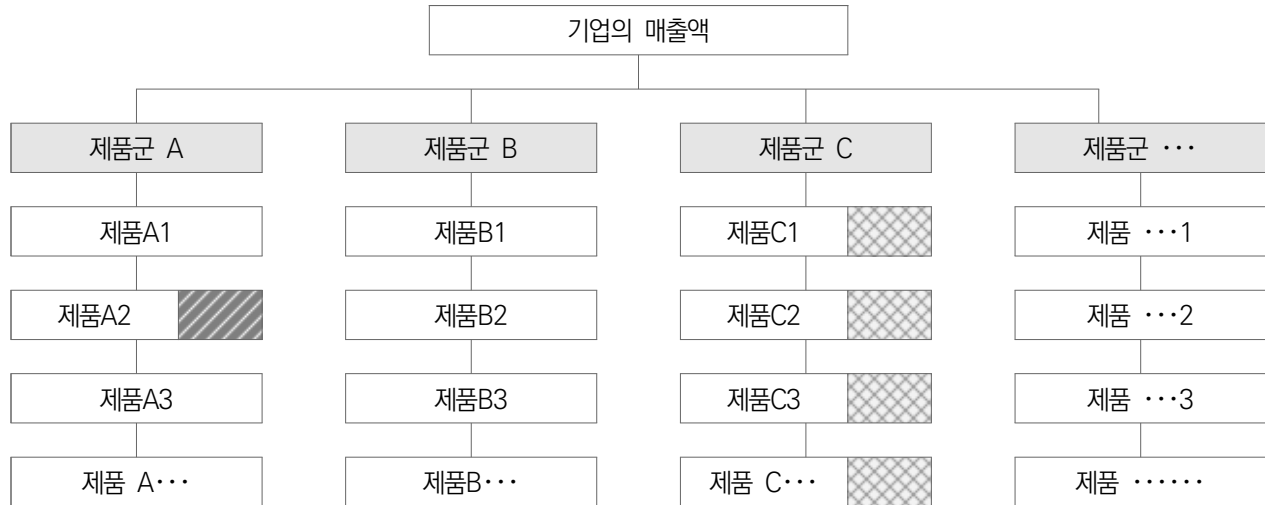 기업의 매출액
제품군 A
제품군 B
제품군 C
제품군 ···
제품A1
제품B1
제품C1
제품 ···1
제품A2
제품B2
제품C2
제품 ···2
제품A3
제품B3
제품C3
제품 ···3
제품 A···
제품B···
제품 C···
제품 ······